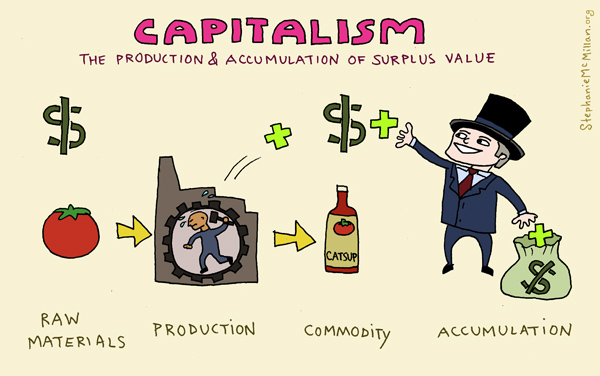 CAPITALISM
THE PRODUCTION & ACCUMULATION OF SURPLUS VALUE
StephanieMcMillan.org
$
+
$+
CATSUP
+
$
RAW
MATERIALS
PRODUCTION
COMMODITY
ACCUMULATION